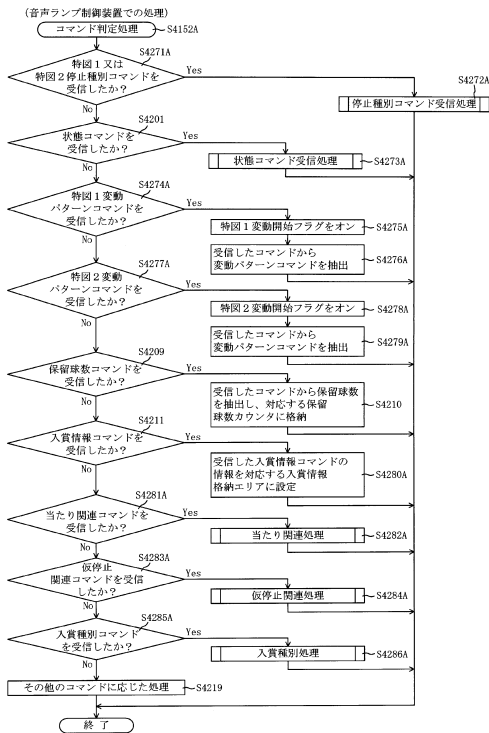 (音声ランプ制御装置での処理)
コマンド判定処理
S4152A
S4271A
特図1又は
特図2停止種別コマンドを
受信したか?
Yes
No
S4272A
停止種別コマンド受信処理
S4201
状態コマンドを
受信したか?
Yes
No
状態コマンド受信処理
S4273A
S4274A
特図1変動
パターンコマンドを
受信したか?
Yes
No
特図1変動開始フラグをオン
S4275A
受信したコマンドから
変動パターンコマンドを抽出
S4276A
S4277A
特図2変動
パターンコマンドを
受信したか?
Yes
No
特図2変動開始フラグをオン
S4278A
受信したコマンドから
変動パターンコマンドを抽出
S4279A
S4209
保留球数コマンドを
受信したか?
Yes
No
受信したコマンドから保留球数
を抽出し、対応する保留
球数カウンタに格納
S4210
S4211
入賞情報コマンドを
受信したか?
Yes
No
受信した入賞情報コマンドの
情報を対応する入賞情報
格納エリアに設定
S4280A
S4281A
当たり関連コマンドを
受信したか?
Yes
No
当たり関連処理
S4282A
S4283A
仮停止
関連コマンドを受信
したか?
Yes
No
仮停止関連処理
S4284A
S4285A
入賞種別コマンド
を受信したか?
Yes
No
入賞種別処理
S4286A
その他のコマンドに応じた処理
S4219
終了